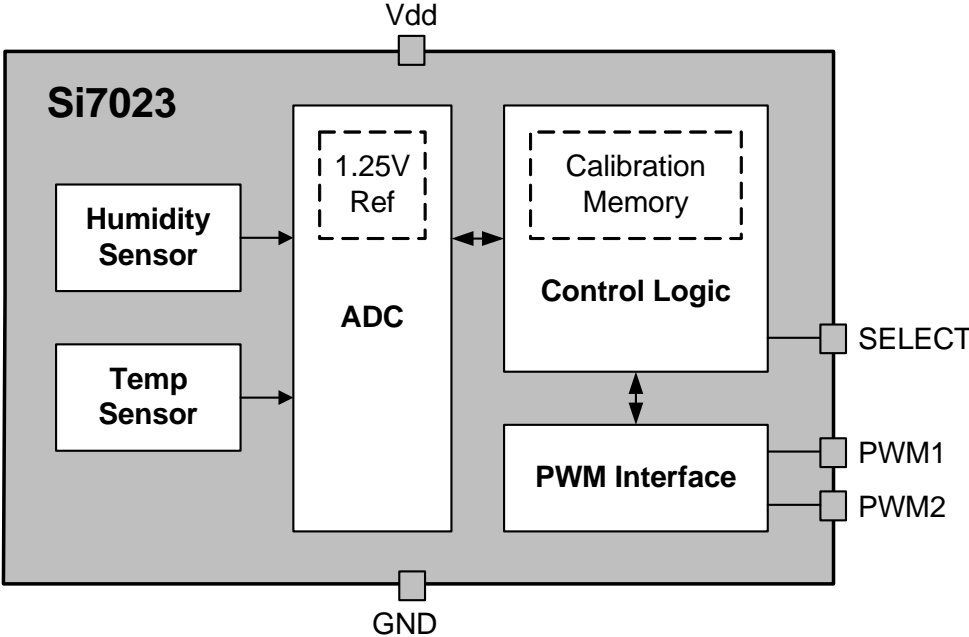 Vdd
Si7023
1.25V
Ref
Calibration
Memory
Humidity
Sensor
Control Logic
ADC
SELECT
Temp
Sensor
PWM1
PWM Interface
PWM2
GND